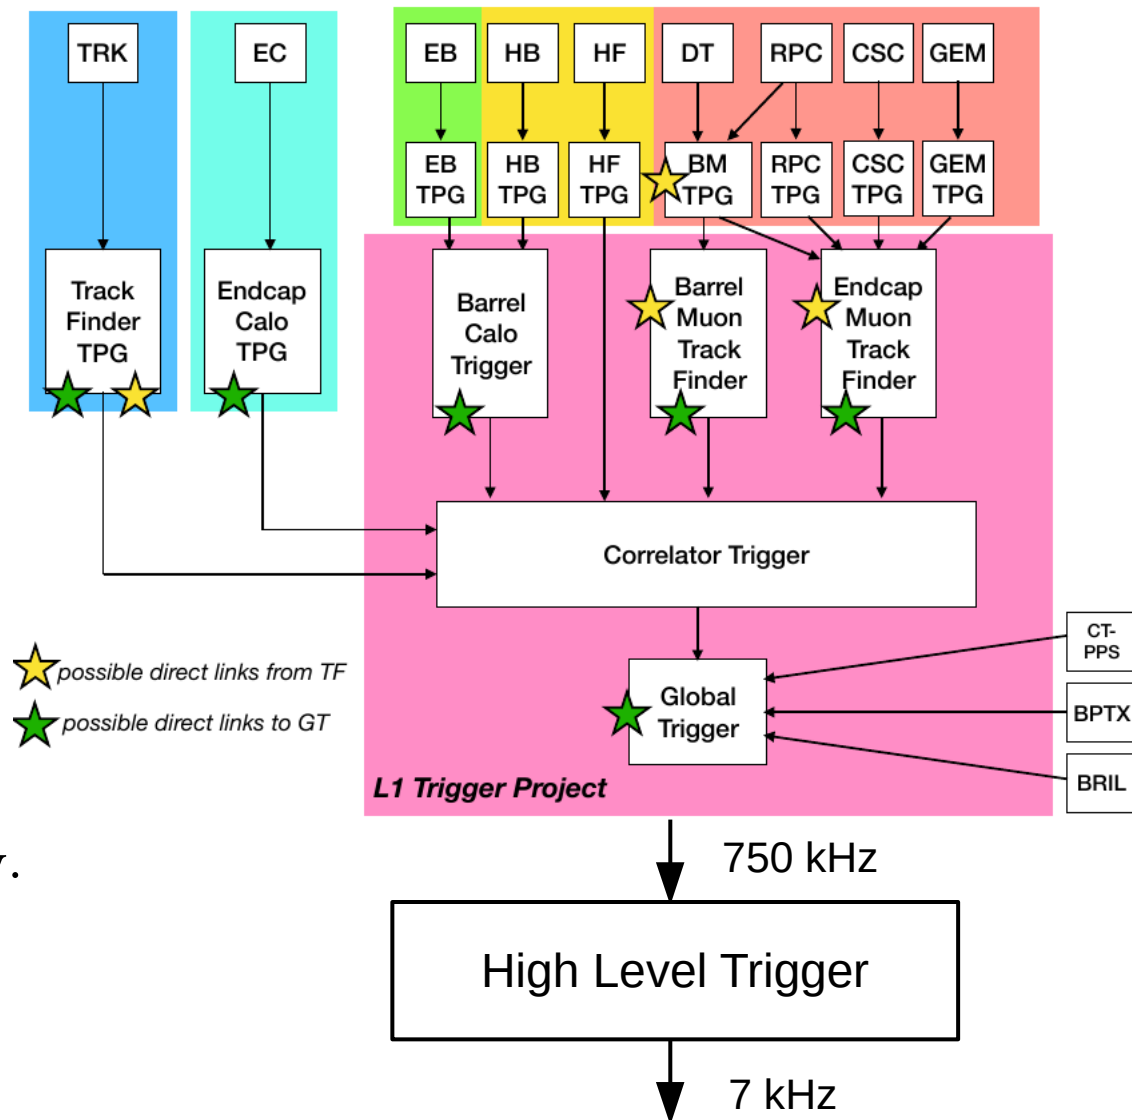 TRK
EC
EB
HB
HF
DT
RPC
CSC
GEM
EB
TPG
HB
TPG
HF
TPG
BM
TPG
RPC
TPG
CSC
TPG
GEM
TPG
Track
Finder
TPG
Endcap
Calo
TPG
Barrel
Calo
Trigger
Barrel
Muon
Track
Finder
Endcap
Muon
Track
Finder
Correlator Trigger
possible direct links from TF
possible direct links to GT
Global
Trigger
CT-
PPS
BPTX
BRIL
L1 Trigger Project
750 kHz
High Level Trigger
7 kHz